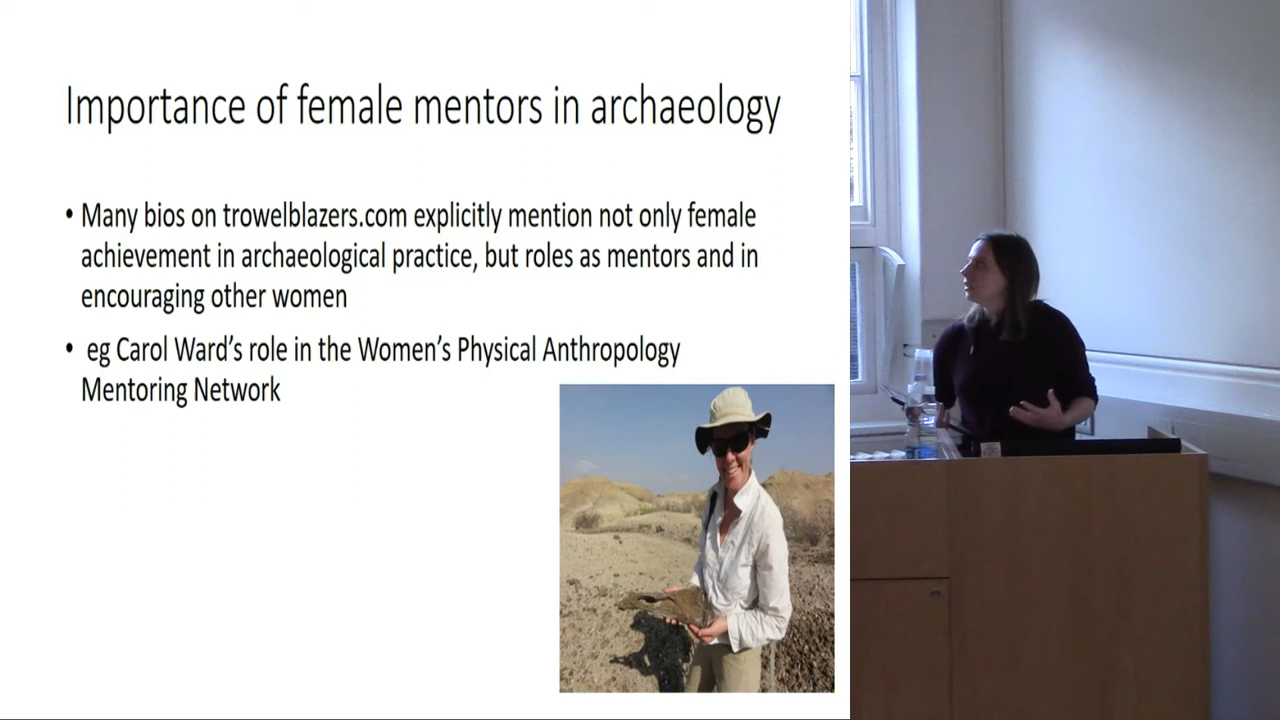 Importance of female mentors in archaeology
• Many bios on trowelblazers.com explicitly mention not only female
achievement in archaeological practice, but roles as mentors and in
encouraging other women
• eg Carol Ward’s role in the Women’s Physical Anthropology
Mentoring Network